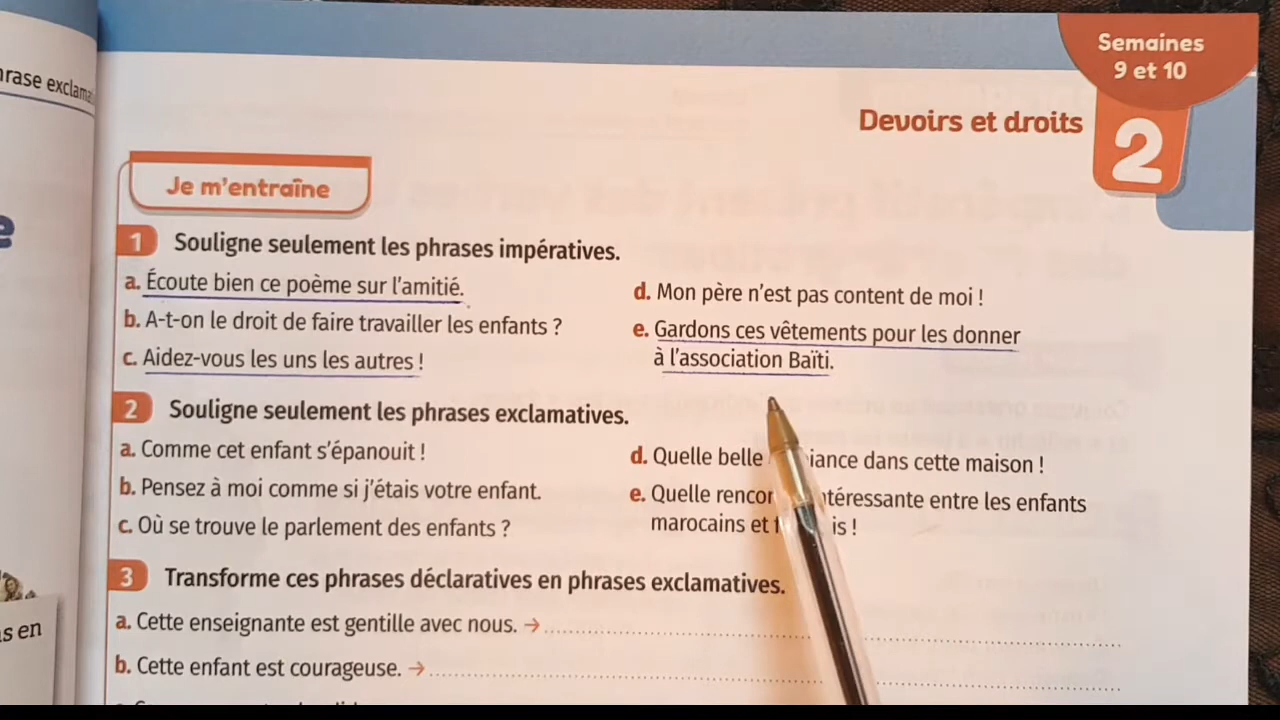 hrase exclama
Semaines
9 et 10
Devoirs et droits
2
Je m'entraîne
1 Souligne seulement les phrases impératives.
a. Écoute bien ce poème sur l'amitié.
b. A-t-on le droit de faire travailler les enfants ?
c. Aidez-vous les uns les autres !
d. Mon père n'est pas content de moi !
e. Gardons ces vêtements pour les donner
à l'association Baïti.
2 Souligne seulement les phrases exclamatives.
a. Comme cet enfant s'épanouit !
b. Pensez à moi comme si j'étais votre enfant.
c. Où se trouve le parlement des enfants ?
d. Quelle belle iance dans cette maison !
e. Quelle rencon téressante entre les enfants
marocains et is !
3 Transforme ces phrases déclaratives en phrases exclamatives.
a. Cette enseignante est gentille avec nous. →
b. Cette enfant est courageuse. →
s en